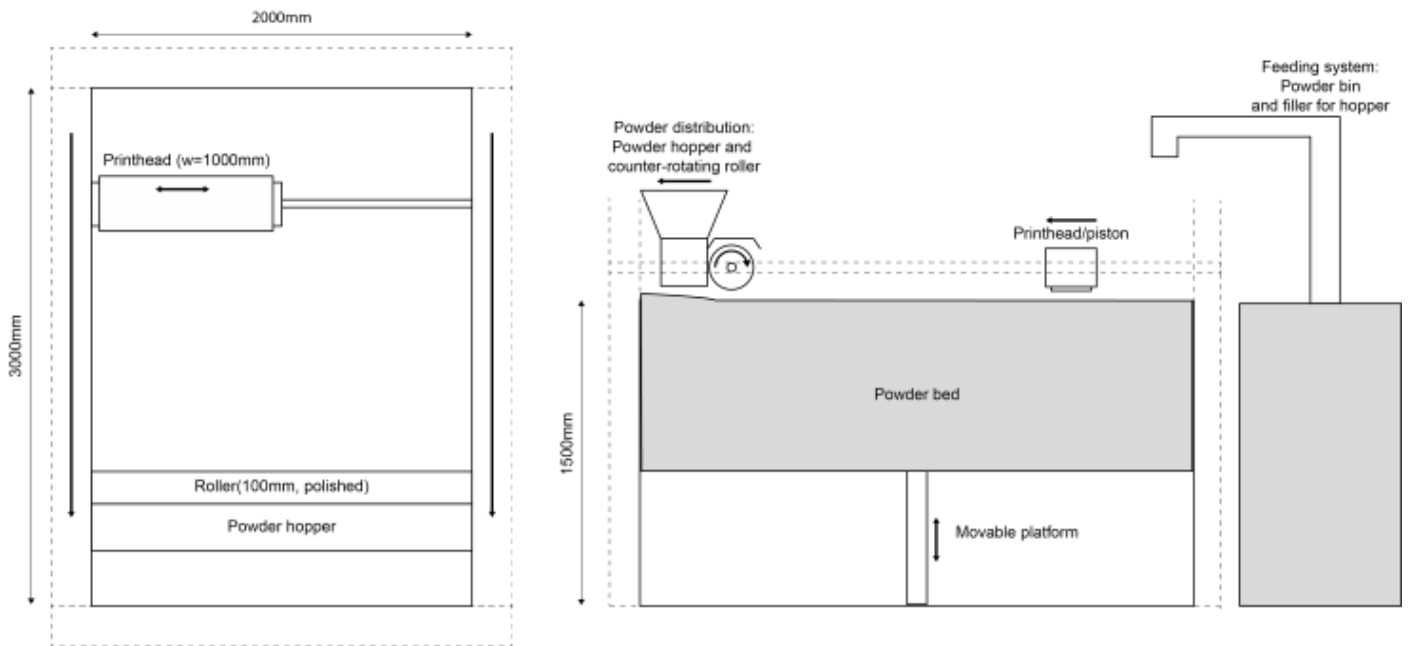 2000mm
Printhead (w=1000mm)
3000mm
Roller(100mm, polished)
Powder hopper
Powder distribution:
Powder hopper and
counter-rotating roller
Printhead/piston
Feeding system:
Powder bin
and filler for hopper
1500mm
Powder bed
Movable platform